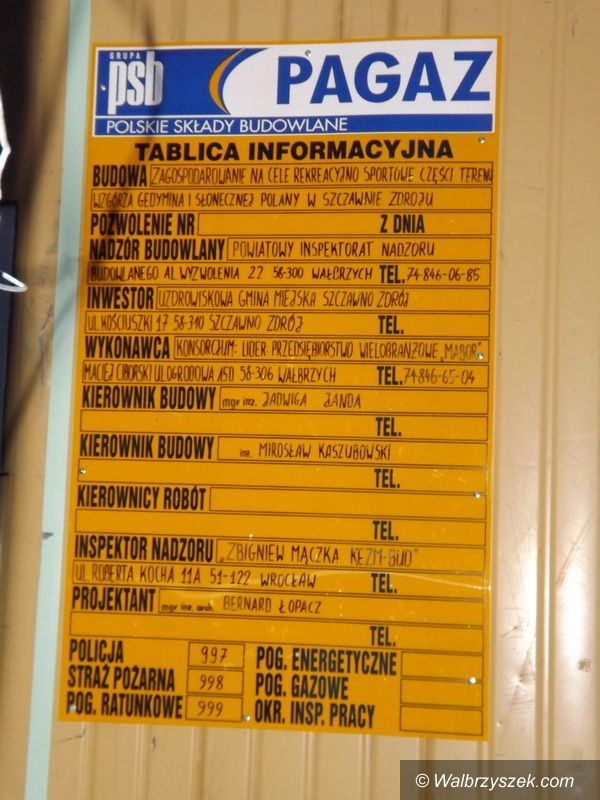 GRUPA
psb PAGAZ
POLSKIE SKŁADY BUDOWLANE
TABLICA INFORMACYJNA
BUDOWA ZAGOSPODAROWANIE NA CELE REKREACYJNO SPORTOWE CZĘŚCI TERENU
WZGÓRZA GEDYMINA I SŁONECZNEJ POLANY W SZCZAWNIE ZDROJU
POZWOLENIE NR Z DNIA
NADZÓR BUDOWLANY POWIATOWY INSPEKTORAT NADZORU
BUDOWLANEGO AL WYZWOLENIA 22 58-300 WAŁBRZYCH TEL. 74-846-06-85
INWESTOR UZDROWISKOWA GMINA MIEJSKA SZCZAWNO ZDRÓJ
UL KOŚCIUSZKI 17 58-310 SZCZAWNO ZDRÓJ TEL.
WYKONAWCA KONSORCJUM: LIDER: PRZEDSIĘBIORSTWO WIELOBRANŻOWE „MABOR"
MACIEJ CIBORSKI UL OGRODOWA 15D 58-306 WAŁBRZYCH TEL. 74-846-65-04
KIEROWNIK BUDOWY mgr inż. JADWIGA JANDA
TEL.
KIEROWNIK BUDOWY inż. MIROSŁAW KASZUBOWSKI
TEL.
KIEROWNICY ROBÓT
TEL.
INSPEKTOR NADZORU „ZBIGNIEW MĄCZKA KEZM-BUD"
UL ROBERTA KOCHA 11A 51-122 WROCŁAW TEL.
PROJEKTANT mgr inż. arch. BERNARD ŁOPACZ
TEL.
POLICJA 997 POG. ENERGETYCZNE
STRAŻ POŻARNA 998 POG. GAZOWE
POG. RATUNKOWE 999 OKR. INSP. PRACY
© Walbrzyszek.com